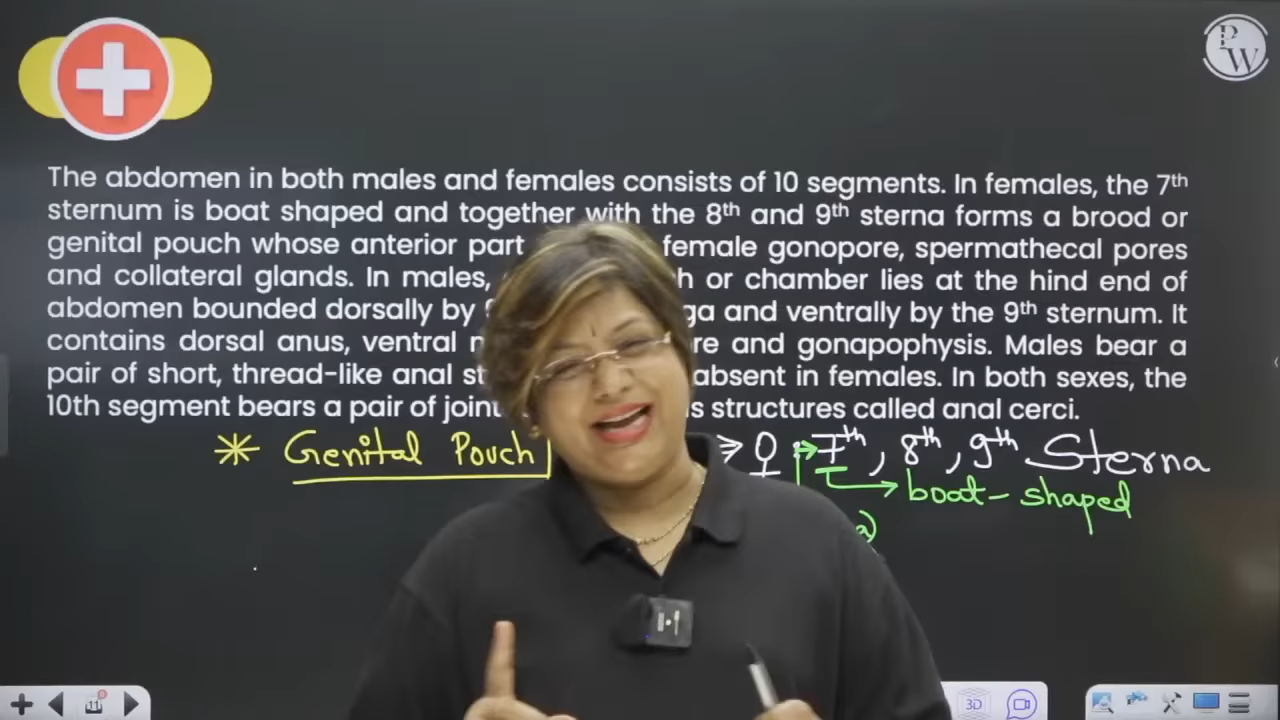 PW
The abdomen in both males and females consists of 10 segments. In females, the 7th
sternum is boat shaped and together with the 8th and 9th sterna forms a brood or
genital pouch whose anterior part female gonopore, spermathecal pores
and collateral glands. In males, or chamber lies at the hind end of
abdomen bounded dorsally by and ventrally by the 9th sternum. It
contains dorsal anus, ventral and gonapophysis. Males bear a
pair of short, thread-like anal absent in females. In both sexes, the
10th segment bears a pair of structures called anal cerci.
Genital Pouch ♀ : 7th, 8th, 9th Sterna
boat-shaped
11
3D